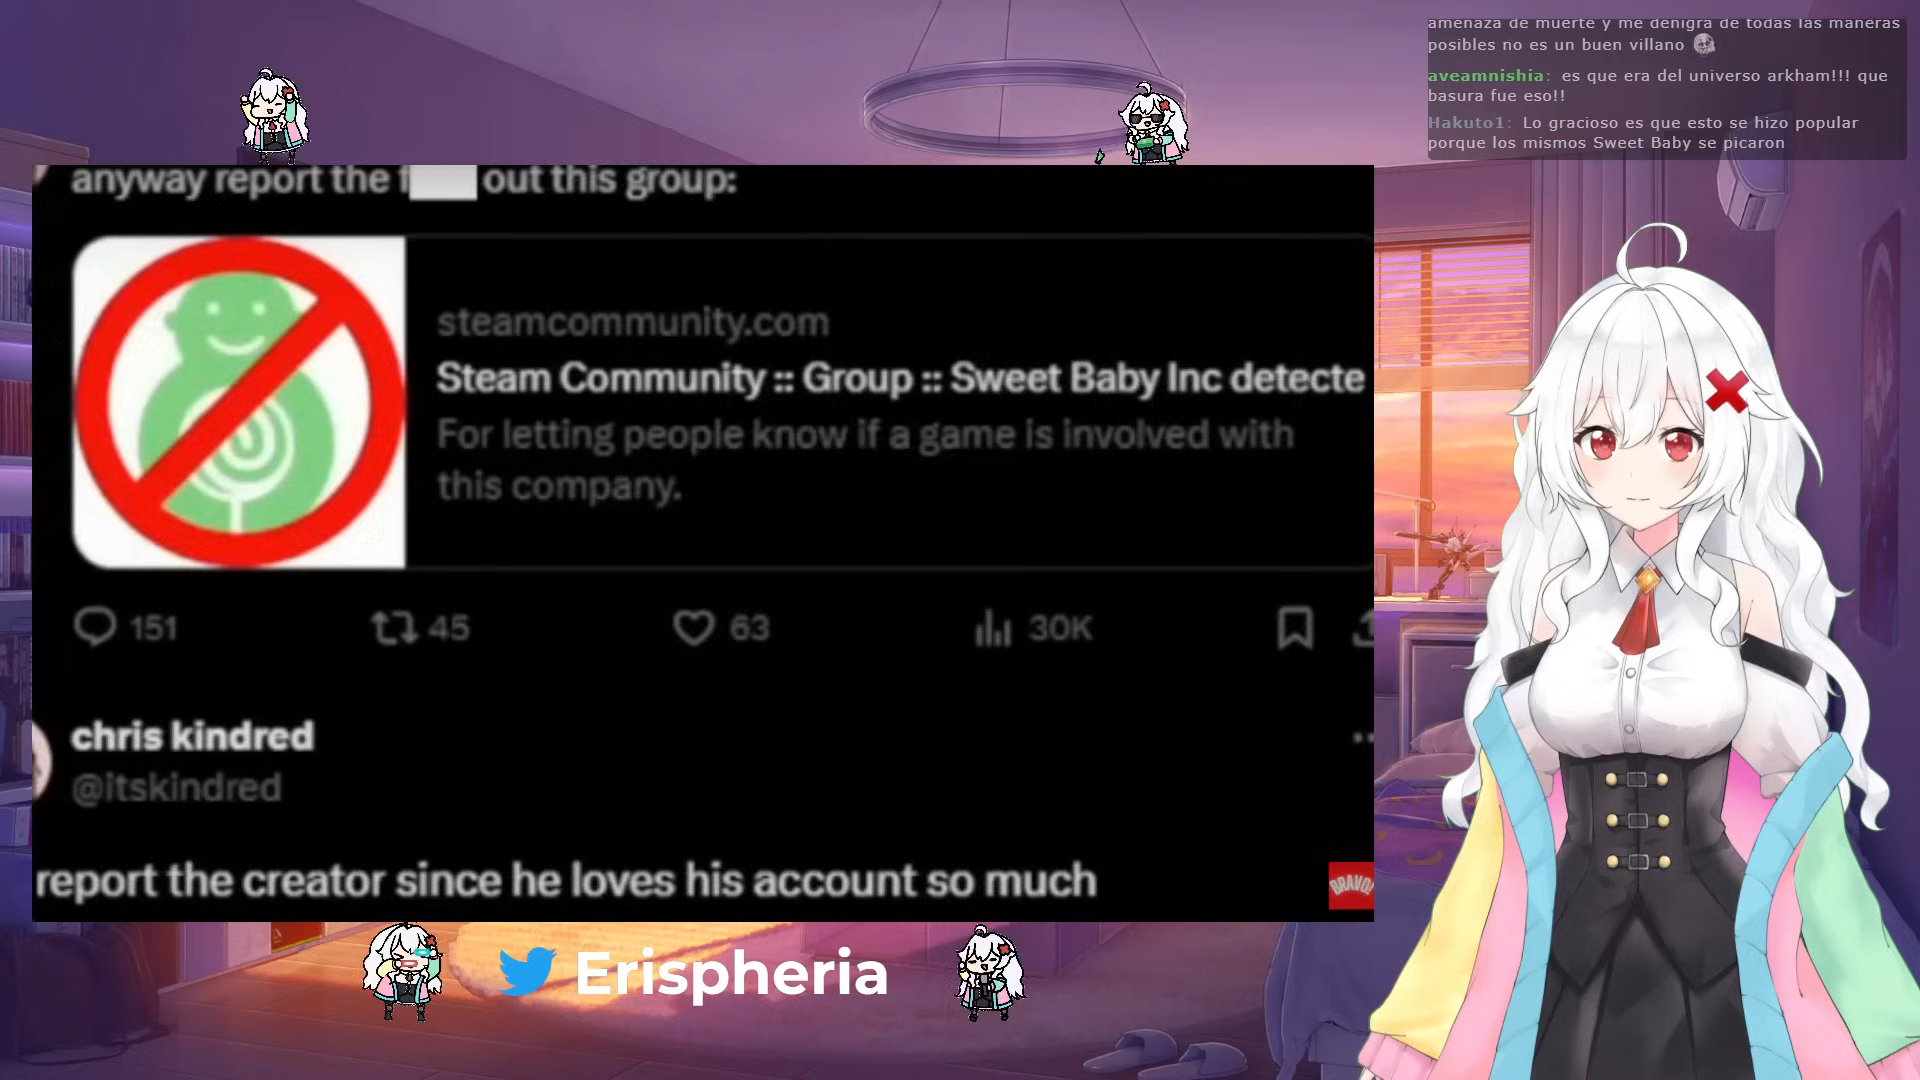 amenaza de muerte y me denigra de todas las maneras
posibles no es un buen villano
aveamnishia: es que era del universo arkham!!! que
basura fue eso!!
Hakuto1: Lo gracioso es que esto se hizo popular
porque los mismos Sweet Baby se picaron
anyway report the f out this group:
steamcommunity.com
Steam Community :: Group :: Sweet Baby Inc detecte
For letting people know if a game is involved with
this company.
151 45 63 30K
chris kindred
@itskindred
report the creator since he loves his account so much
BRAVO!
Erispheria